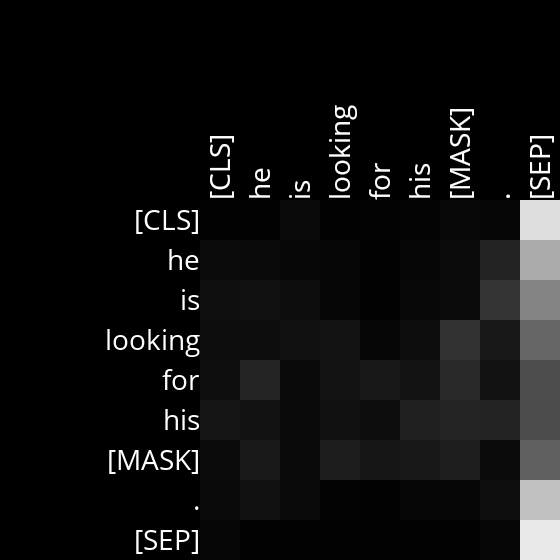 [CLS] he is looking for his [MASK] . [SEP]
[CLS]
he
is
looking
for
his
[MASK]
.
[SEP]